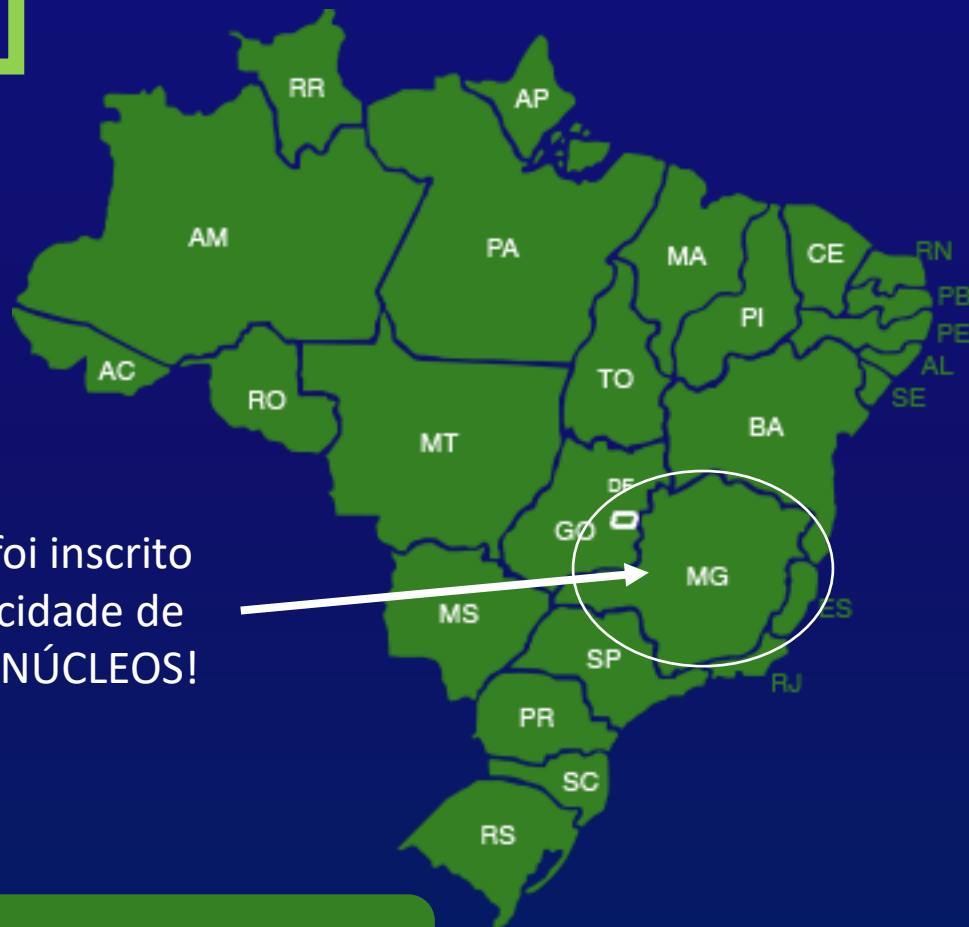 RR
AP
AM
PA
MA
CE
RN
PI
PB
PE
AC
TO
AL
RO
SE
MT
BA
DF
GO
foi inscrito
MG
cidade de
MS
ES
NÚCLEOS!
SP
RJ
PR
SC
RS